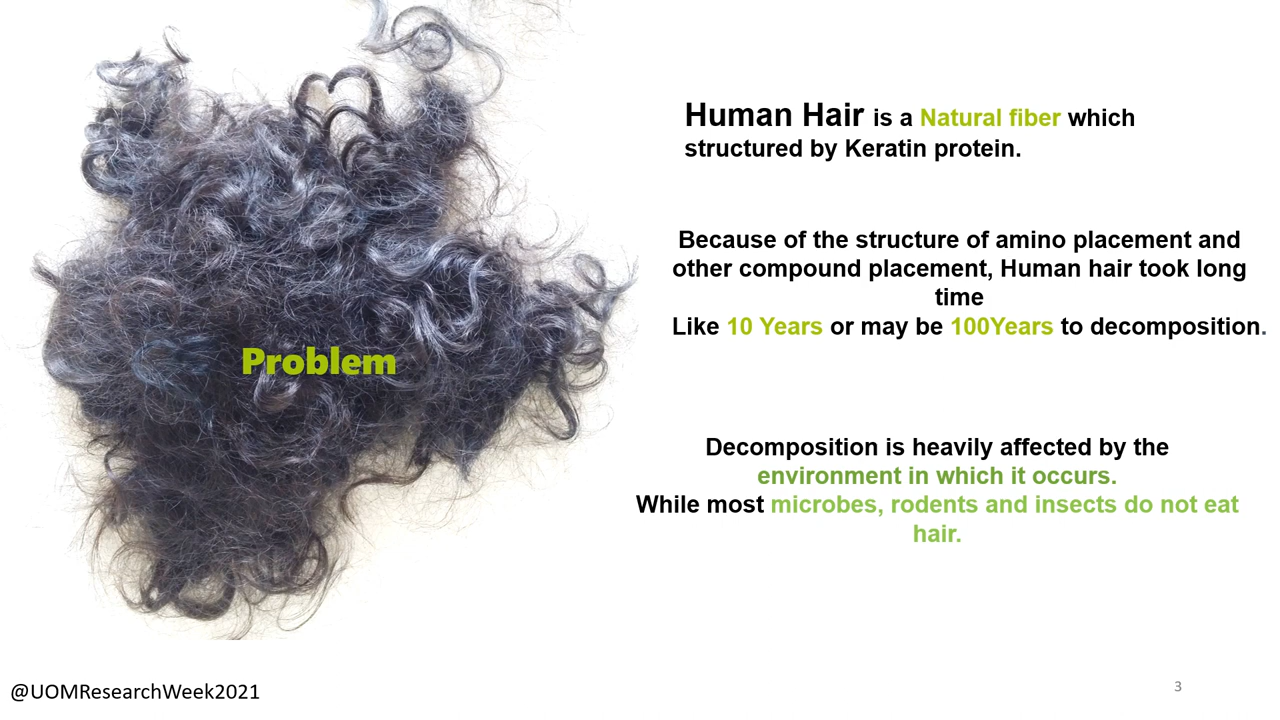 Human Hair is a Natural fiber which
structured by Keratin protein.
Because of the structure of amino placement and
other compound placement, Human hair took long
time
Like 10 Years or may be 100Years to decomposition.
Problem
Decomposition is heavily affected by the
environment in which it occurs.
While most microbes, rodents and insects do not eat
hair.
@UOMResearchWeek2021
3